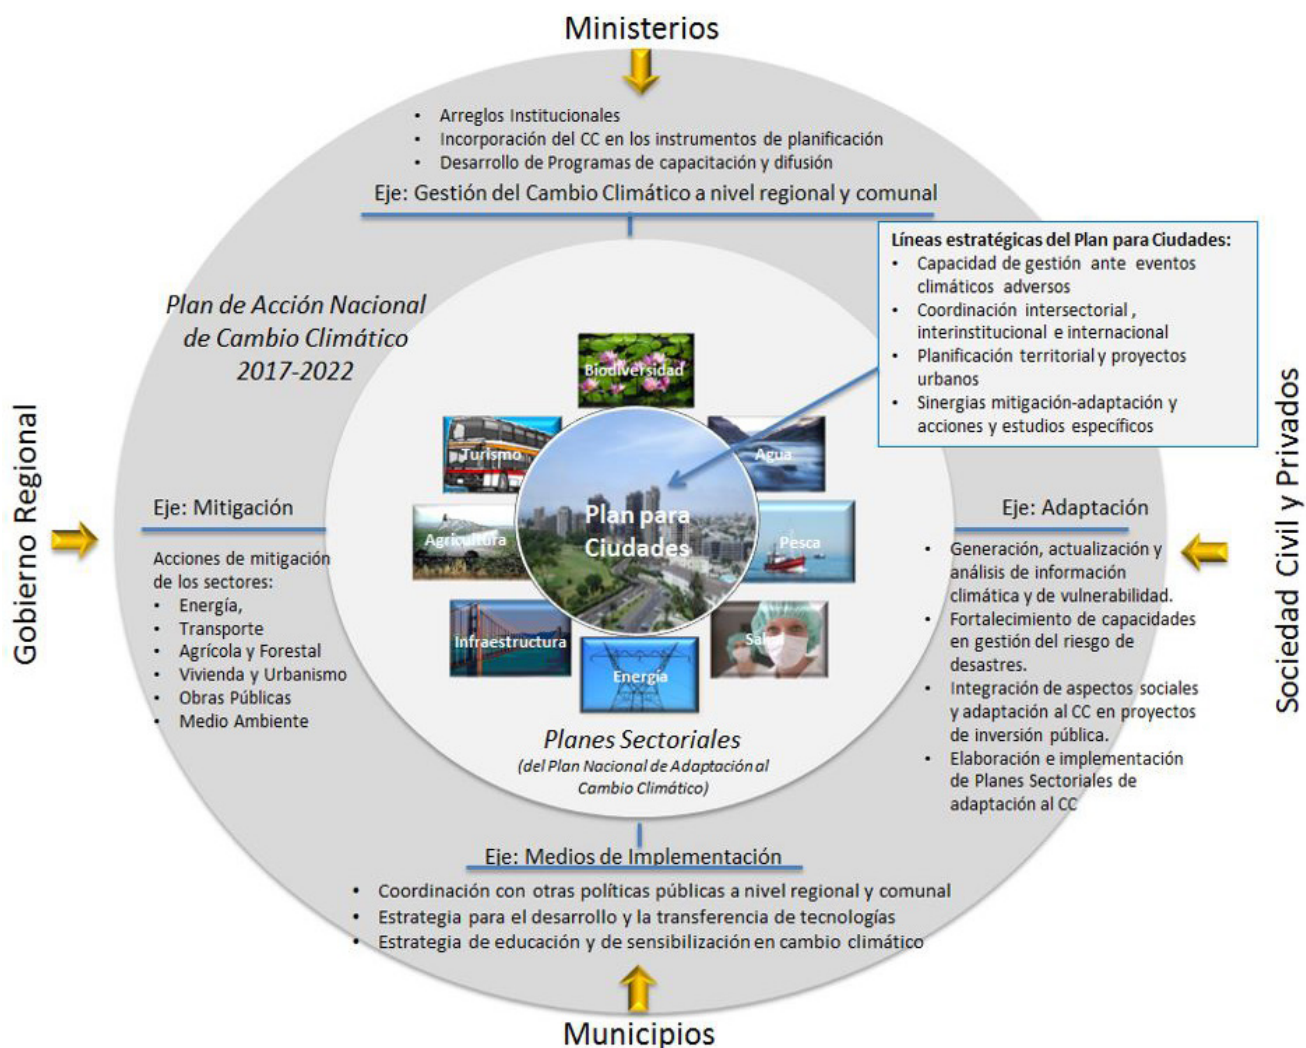 Ministerios
• Arreglos Institucionales
• Incorporación del CC en los instrumentos de planificación
• Desarrollo de Programas de capacitación y difusión
Eje: Gestión del Cambio Climático a nivel regional y comunal
Líneas estratégicas del Plan para Ciudades:
• Capacidad de gestión ante eventos
climáticos adversos
• Coordinación intersectorial ,
interinstitucional e internacional
• Planificación territorial y proyectos
urbanos
• Sinergias mitigación-adaptación y
acciones y estudios específicos
Plan de Acción Nacional
de Cambio Climático
2017-2022
Biodiversidad
Turismo
Agua
Agricultura
Plan para
Ciudades
Pesca
Infraestructura
Energía
Salud
Planes Sectoriales
(del Plan Nacional de Adaptación al
Cambio Climático)
Gobierno Regional
Eje: Mitigación
Acciones de mitigación
de los sectores:
• Energía,
• Transporte
• Agrícola y Forestal
• Vivienda y Urbanismo
• Obras Públicas
• Medio Ambiente
Eje: Adaptación
• Generación, actualización y
análisis de información
climática y de vulnerabilidad.
• Fortalecimiento de capacidades
en gestión del riesgo de
desastres.
• Integración de aspectos sociales
y adaptación al CC en proyectos
de inversión pública.
• Elaboración e implementación
de Planes Sectoriales de
adaptación al CC
Sociedad Civil y Privados
Eje: Medios de Implementación
• Coordinación con otras políticas públicas a nivel regional y comunal
• Estrategia para el desarrollo y la transferencia de tecnologías
• Estrategia de educación y de sensibilización en cambio climático
Municipios